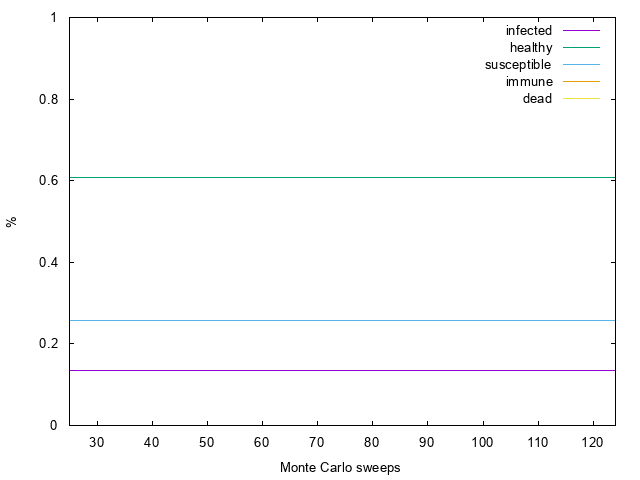 1
0.8
0.6
0.4
0.2
0
%
infected
healthy
susceptible
immune
dead
30 40 50 60 70 80 90 100 110 120
Monte Carlo sweeps